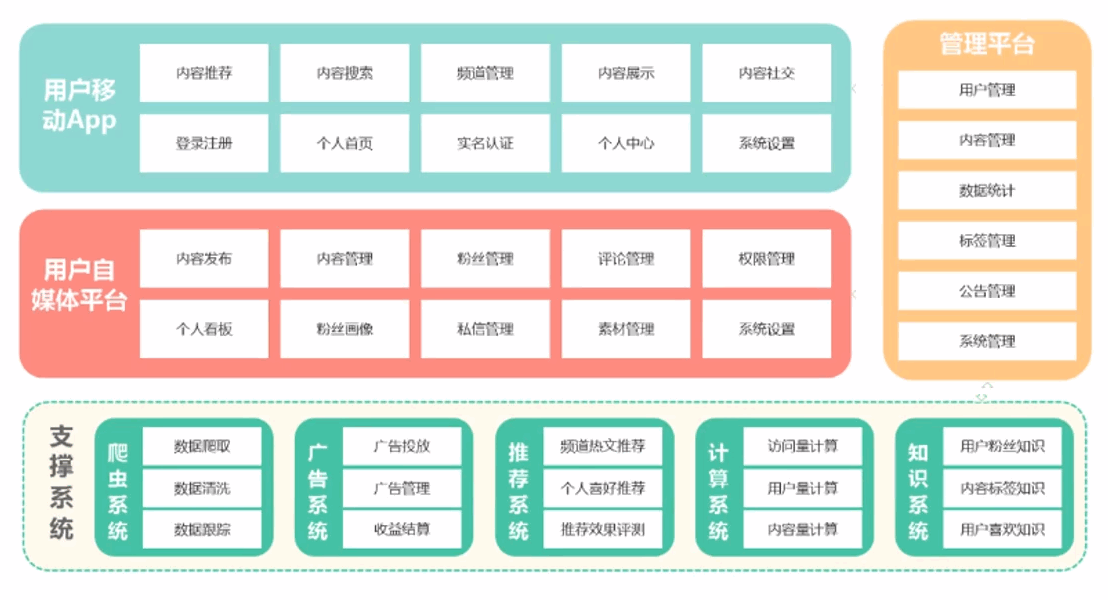 用户移
动App
内容推荐
内容搜索
频道管理
内容展示
内容社交
登录注册
个人首页
实名认证
个人中心
系统设置
用户自
媒体平台
内容发布
内容管理
粉丝管理
评论管理
权限管理
个人看板
粉丝画像
私信管理
素材管理
系统设置
管理平台
用户管理
内容管理
数据统计
标签管理
公告管理
系统管理
支撑系统
爬虫系统
数据爬取
数据清洗
数据跟踪
广告系统
广告投放
广告管理
收益结算
推荐系统
频道热文推荐
个人喜好推荐
推荐效果评测
计算系统
访问量计算
用户量计算
内容量计算
知识系统
用户粉丝知识
内容标签知识
用户喜欢知识